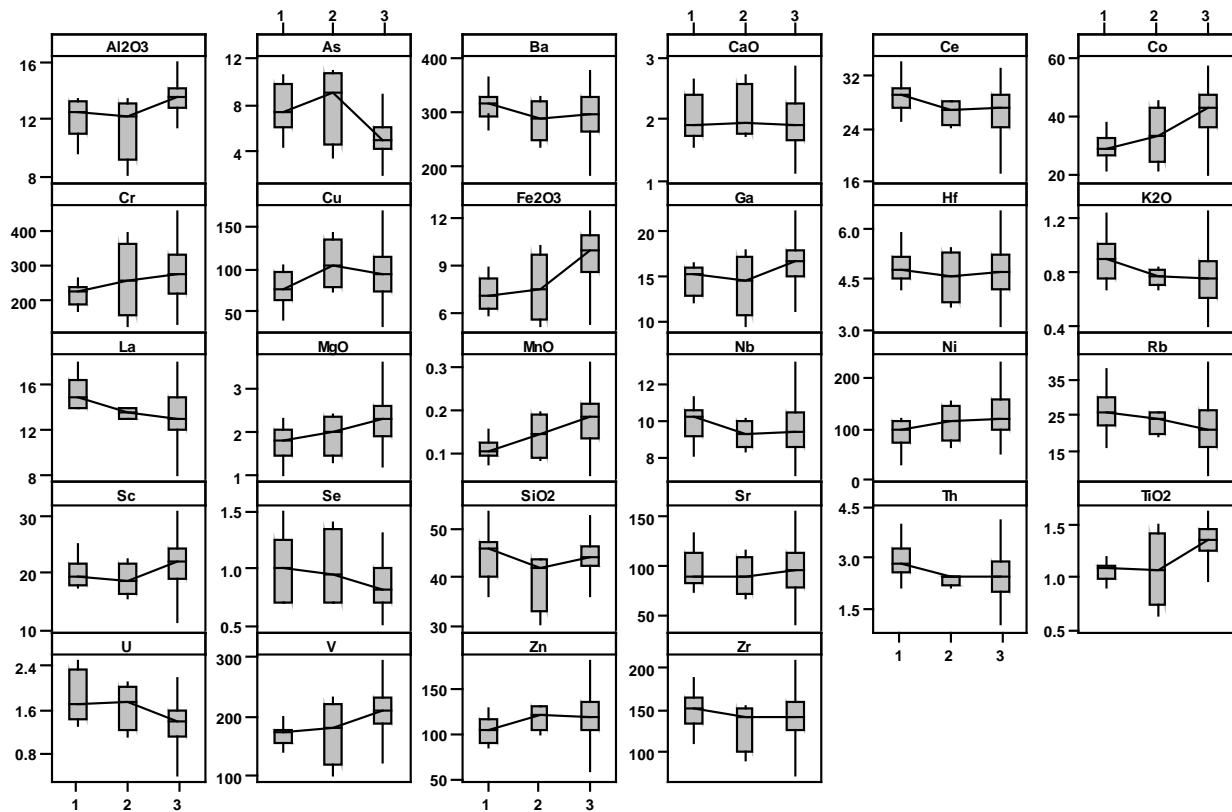 1 2 3 1 2 3 1 2 3
Al2O3 As Ba CaO Ce Co
16 12 400 3 32 60
12 8 300 2 24 40
8 4 200 1 16 20
Cr Cu Fe2O3 Ga Hf K2O
400 150 12 20 6.0 1.2
300 100 9 15 4.5 0.8
200 50 6 10 3.0 0.4
La MgO MnO Nb Ni Rb
16 3 0.3 12 200 35
12 2 0.2 10 100 25
8 1 0.1 8 0 15
Sc Se SiO2 Sr Th TiO2
30 1.5 50 150 4.5 1.5
20 1.0 40 100 3.0 1.0
10 0.5 30 50 1.5 0.5
U V Zn Zr
2.4 300 150 200
1.6 200 100 150
0.8 100 50 100
1 2 3 1 2 3
1 2 3 1 2 3